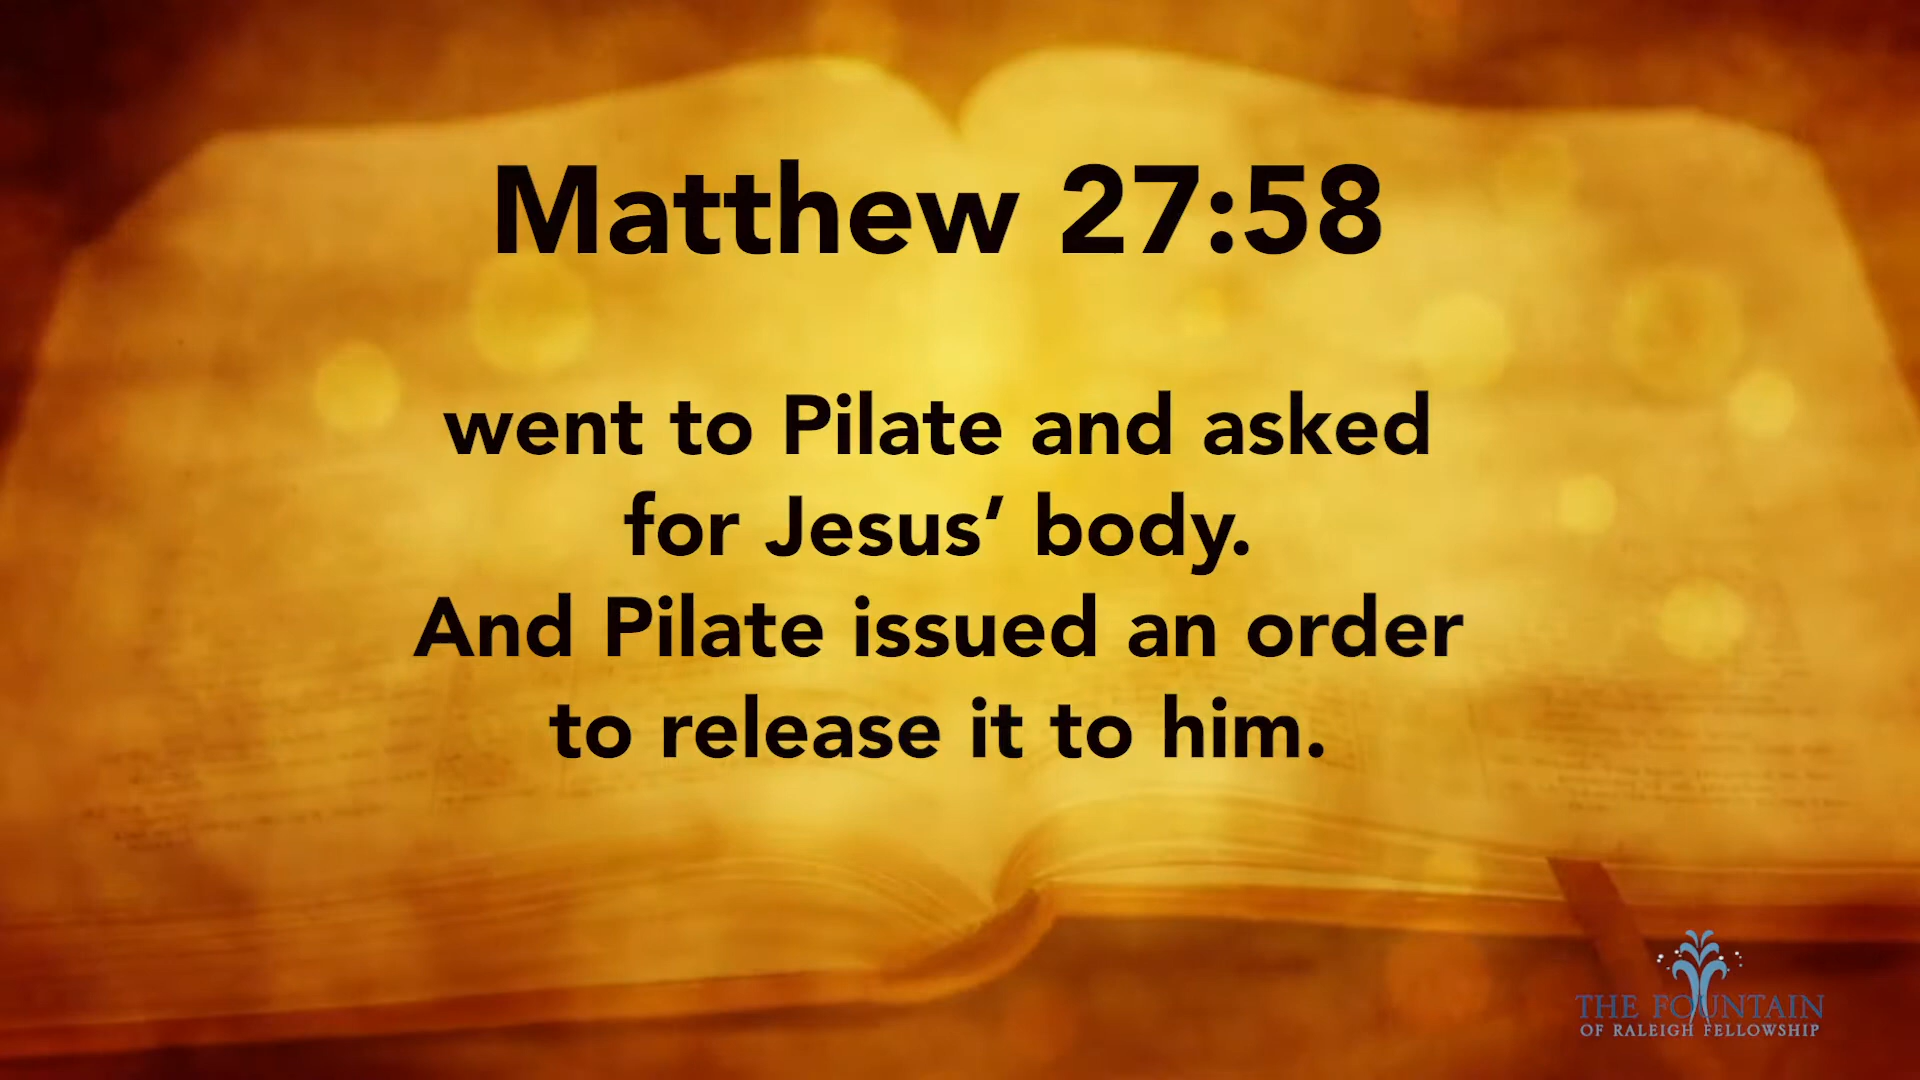 Matthew 27:58
went to Pilate and asked
for Jesus’ body.
And Pilate issued an order
to release it to him.
THE FOUNTAIN
OF RALEIGH FELLOWSHIP